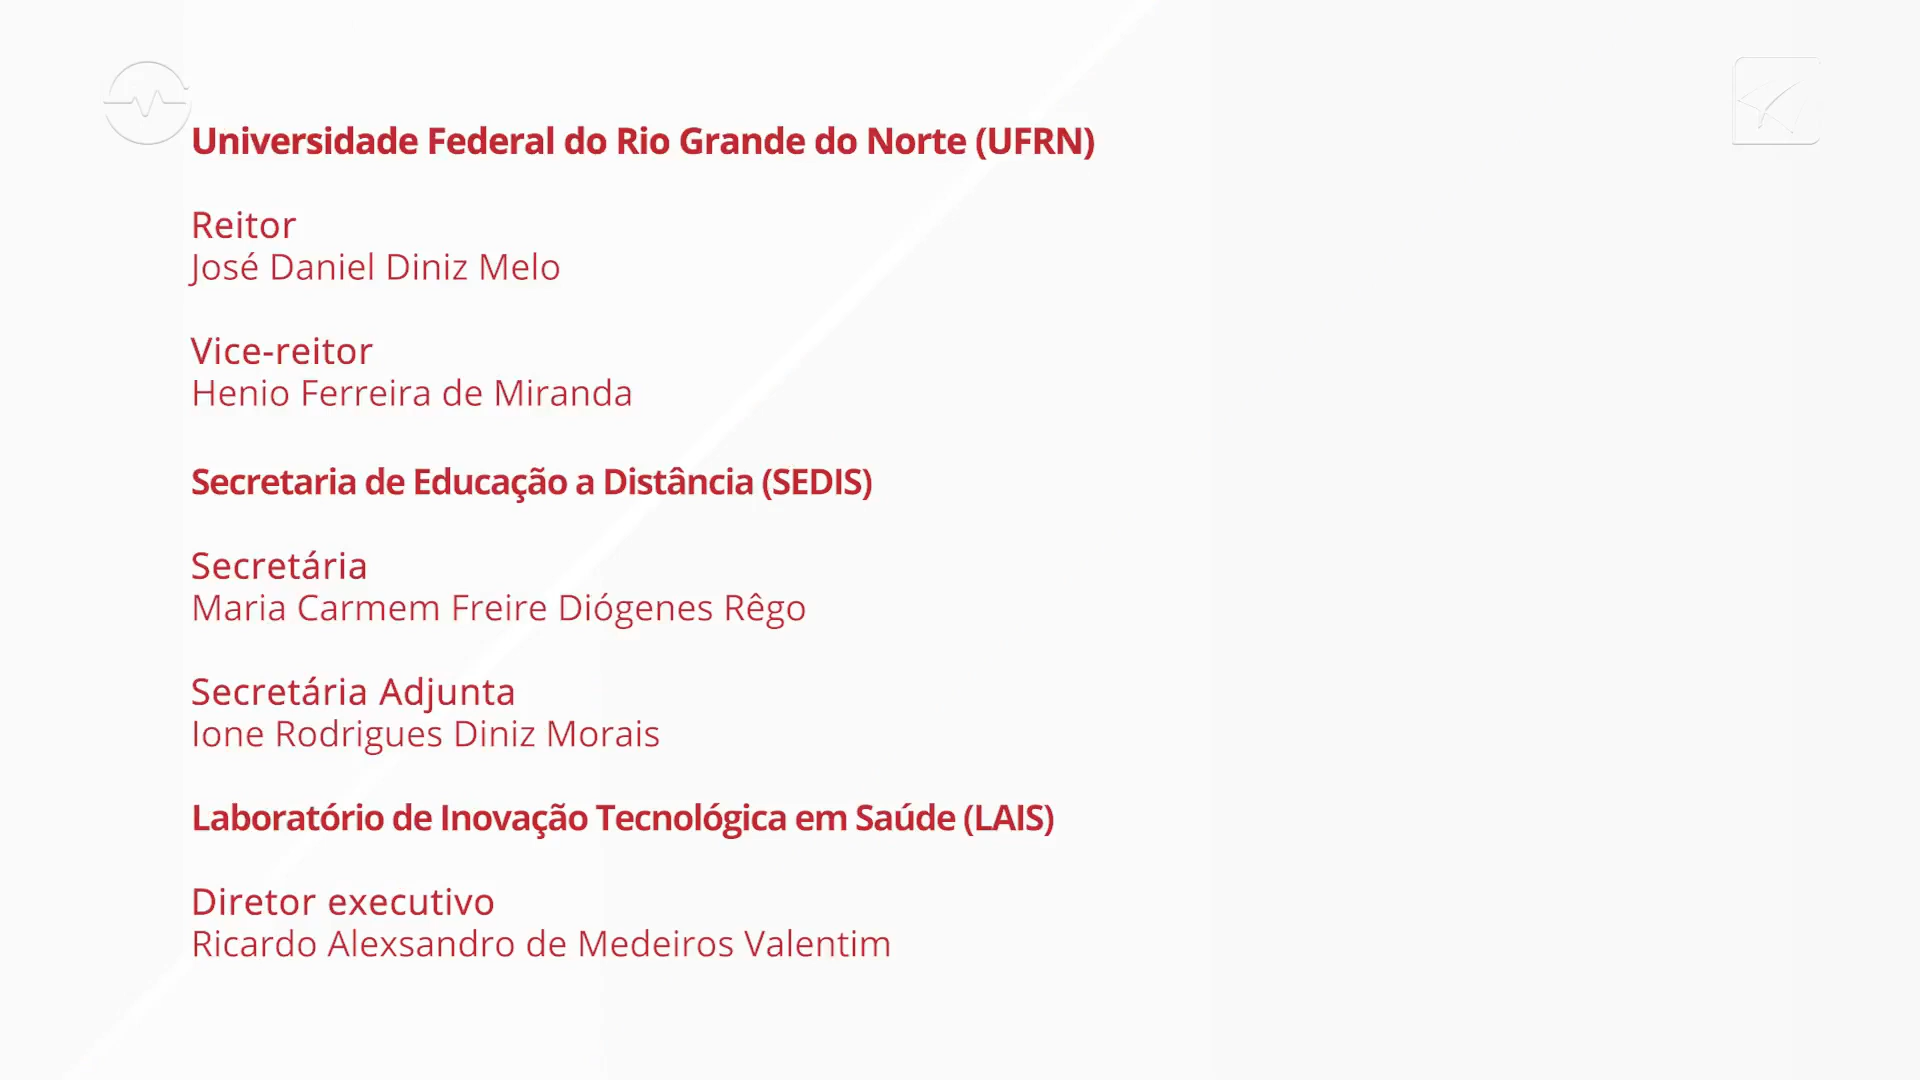 Universidade Federal do Rio Grande do Norte (UFRN)
Reitor
José Daniel Diniz Melo
Vice-reitor
Henio Ferreira de Miranda
Secretaria de Educação a Distância (SEDIS)
Secretária
Maria Carmem Freire Diógenes Rêgo
Secretária Adjunta
Ione Rodrigues Diniz Morais
Laboratório de Inovação Tecnológica em Saúde (LAIS)
Diretor executivo
Ricardo Alexsandro de Medeiros Valentim